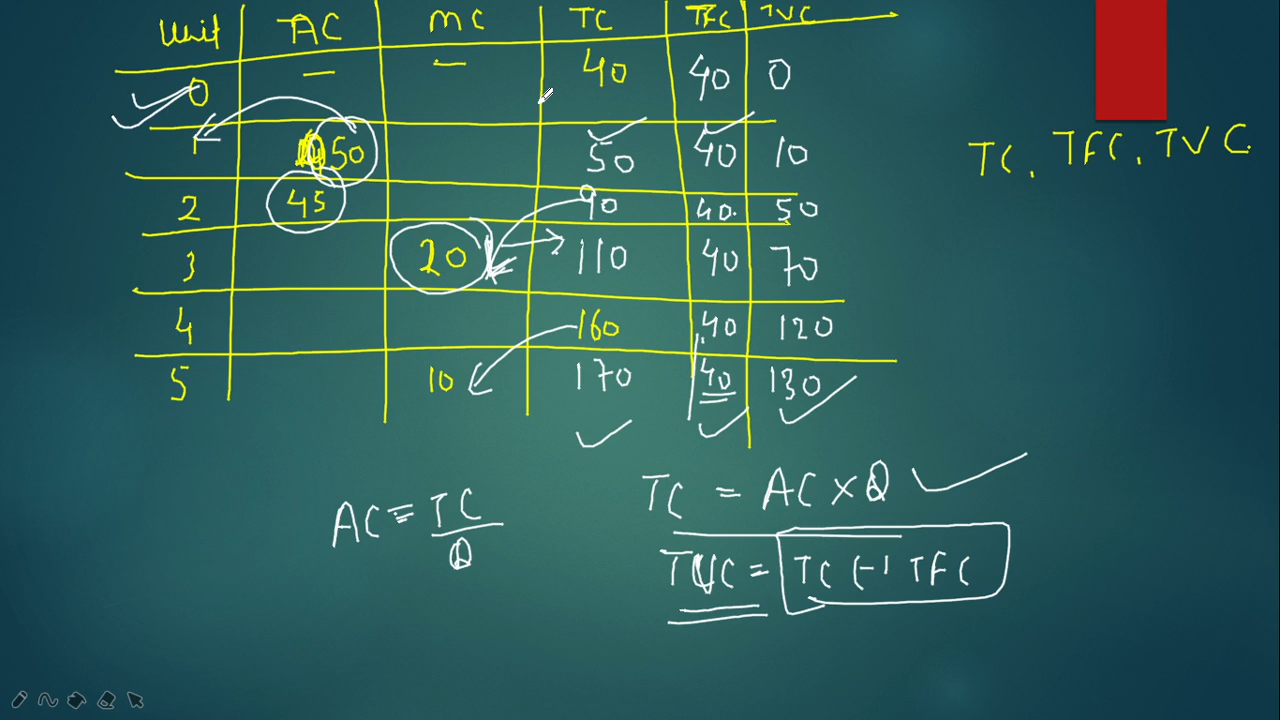 Unit AC MC TC TFC TVC
0 — — 40 40 0
1 50 50 40 10
2 45 90 40 50
3 20 110 40 70
4 160 40 120
5 10 170 40 130
TC, TFC, TVC.
AC = TC / Q
TC = AC × Q
TVC = TC (-) TFC